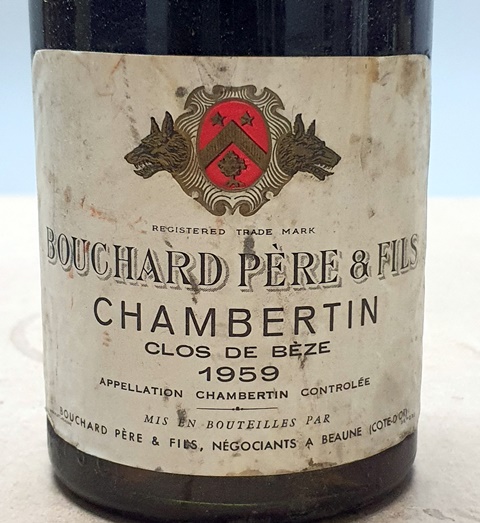 REGISTERED TRADE MARK
BOUCHARD PÈRE & FILS
CHAMBERTIN
CLOS DE BÈZE
1959
APPELLATION CHAMBERTIN CONTROLÉE
MIS EN BOUTEILLES PAR
BOUCHARD PÈRE & FILS, NÉGOCIANTS A BEAUNE (COTE-D'OR)